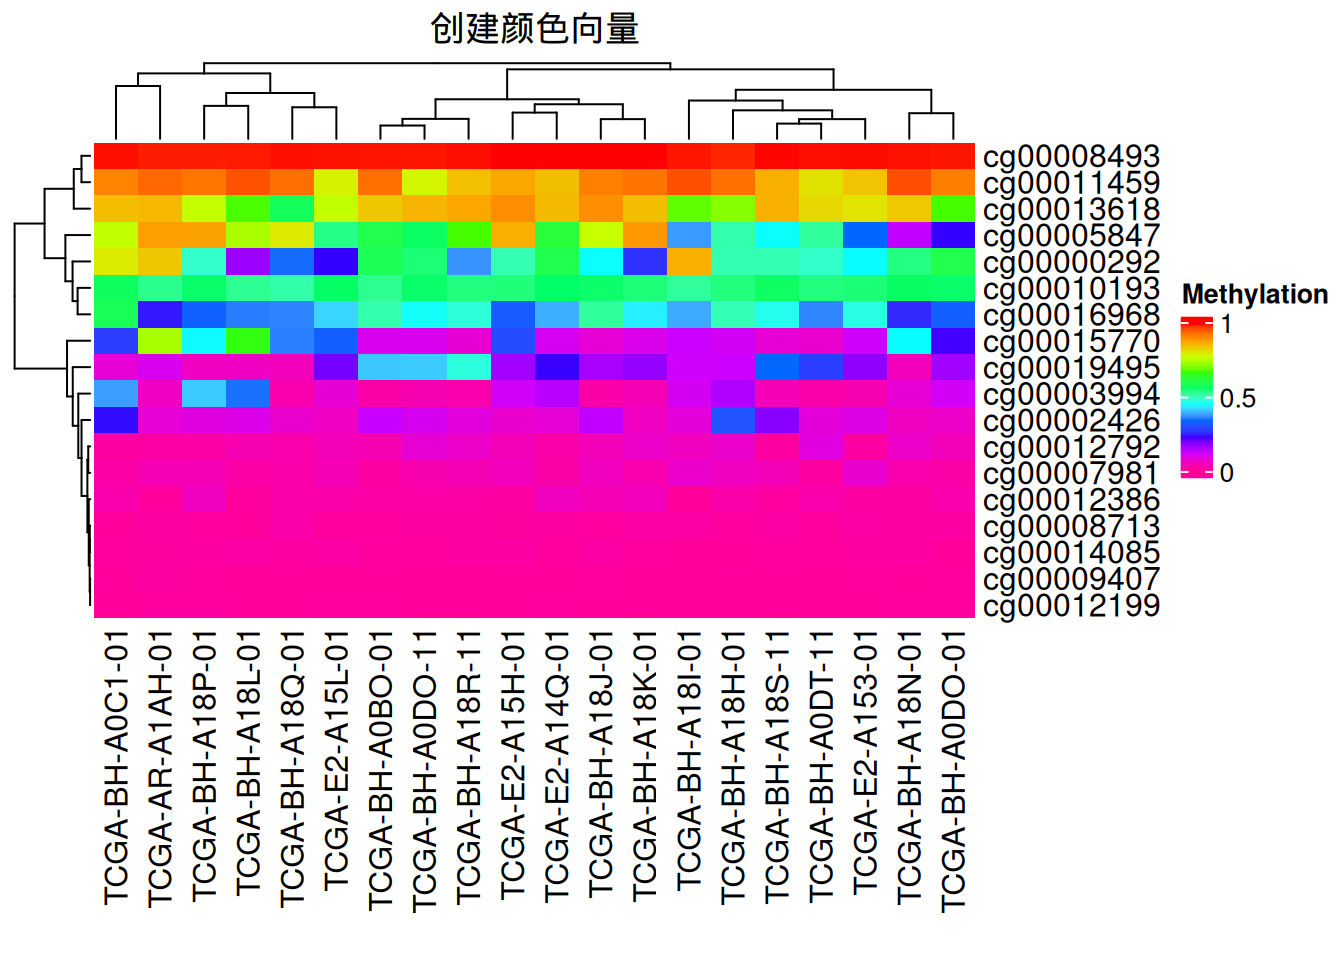 创建颜色向量
cg00008493
cg00011459
cg00013618
cg00005847
cg00000292
cg00010193
cg00016968
cg00015770
cg00019495
cg00003994
cg00002426
cg00012792
cg00007981
cg00012386
cg00008713
cg00014085
cg00009407
cg00012199
Methylation
1
0.5
0
TCGA-BH-A0C1-01
TCGA-AR-A1AH-01
TCGA-BH-A18P-01
TCGA-BH-A18L-01
TCGA-BH-A18Q-01
TCGA-E2-A15L-01
TCGA-BH-A0BO-01
TCGA-BH-A0DO-11
TCGA-BH-A18R-11
TCGA-E2-A15H-01
TCGA-E2-A14Q-01
TCGA-BH-A18J-01
TCGA-BH-A18K-01
TCGA-BH-A18I-01
TCGA-BH-A18H-01
TCGA-BH-A18S-11
TCGA-BH-A0DT-11
TCGA-E2-A153-01
TCGA-BH-A18N-01
TCGA-BH-A0DO-01